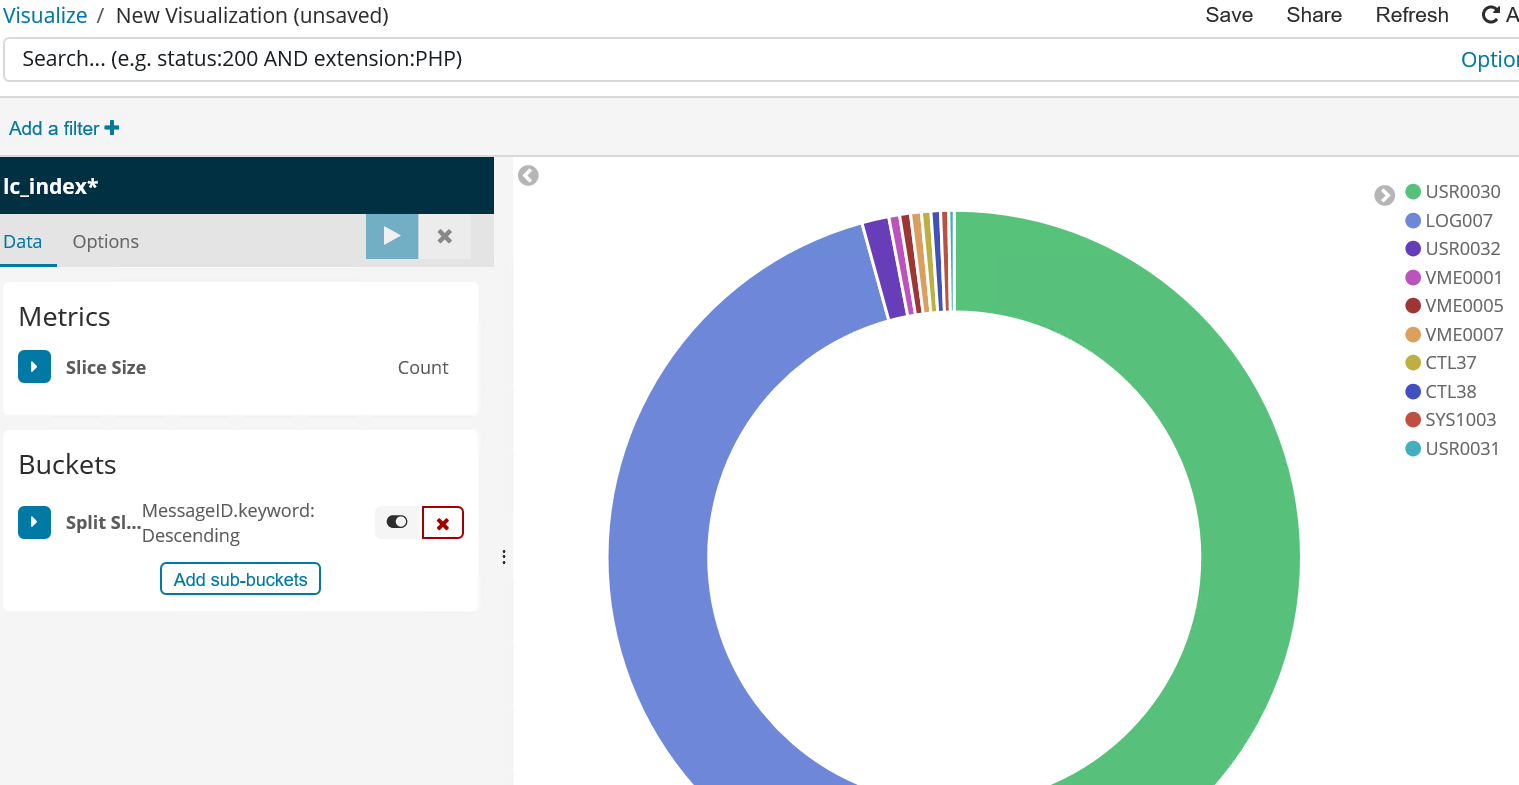 Visualize / New Visualization (unsaved)
Save Share Refresh A
Search... (e.g. status:200 AND extension:PHP)
Option
Add a filter
lc_index*
Data Options
Metrics
Slice Size Count
Buckets
Split Sl... MessageID.keyword:
Descending
Add sub-buckets
USR0030
LOG007
USR0032
VME0001
VME0005
VME0007
CTL37
CTL38
SYS1003
USR0031